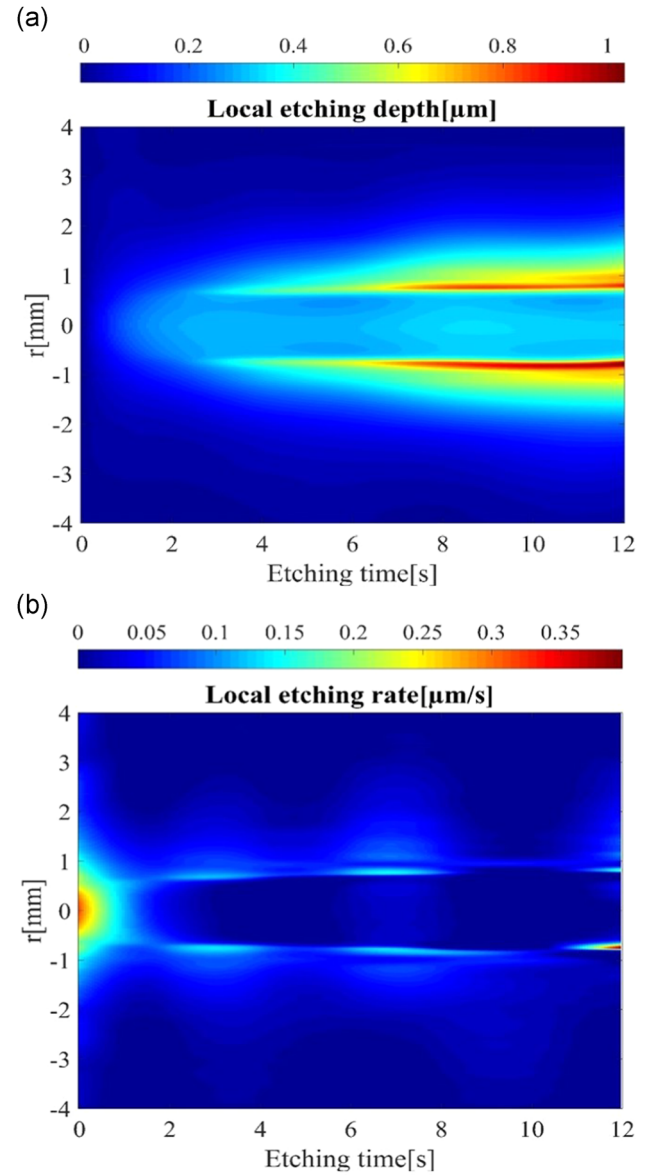 (a)
0 0.2 0.4 0.6 0.8 1
Local etching depth[µm]
4
3
2
1
0
-1
-2
-3
-4
r[mm]
0 2 4 6 8 10 12
Etching time[s]
(b)
0 0.05 0.1 0.15 0.2 0.25 0.3 0.35
Local etching rate[µm/s]
4
3
2
1
0
-1
-2
-3
-4
r[mm]
0 2 4 6 8 10 12
Etching time[s]